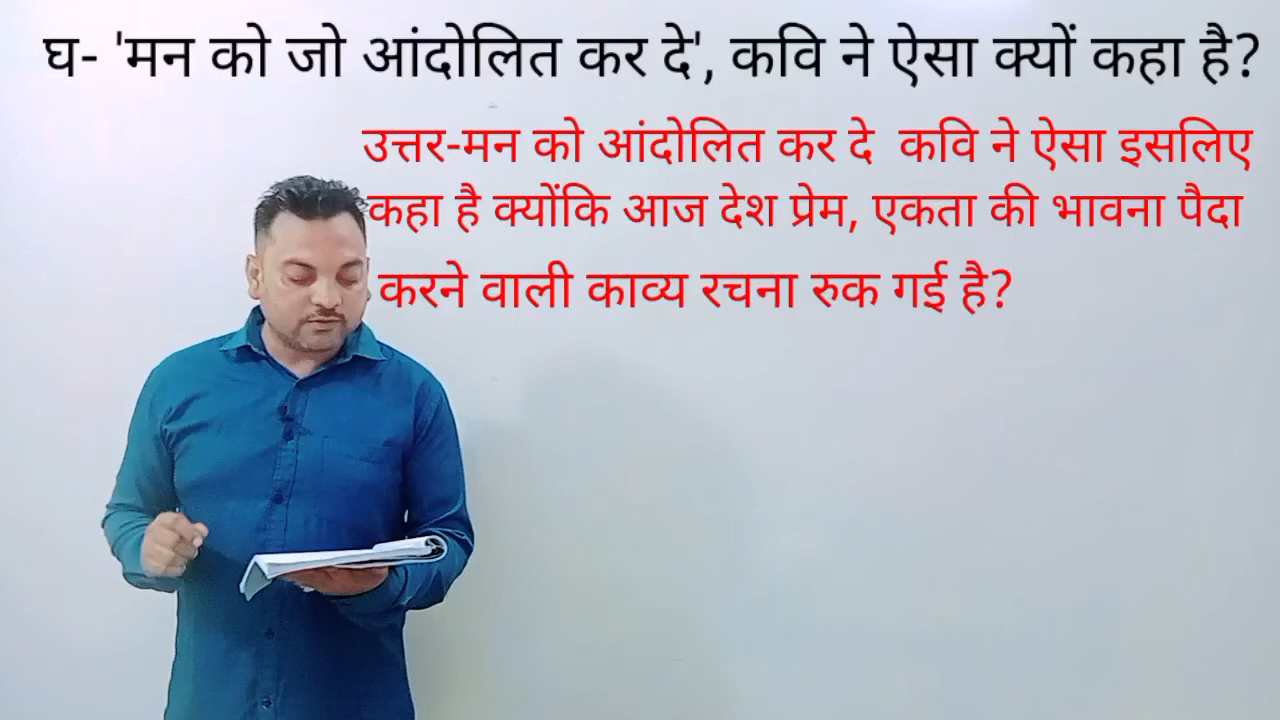 घ- 'मन को जो आंदोलित कर दे', कवि ने ऐसा क्यों कहा है?
उत्तर-मन को आंदोलित कर दे कवि ने ऐसा इसलिए
कहा है क्योंकि आज देश प्रेम, एकता की भावना पैदा
करने वाली काव्य रचना रुक गई है?